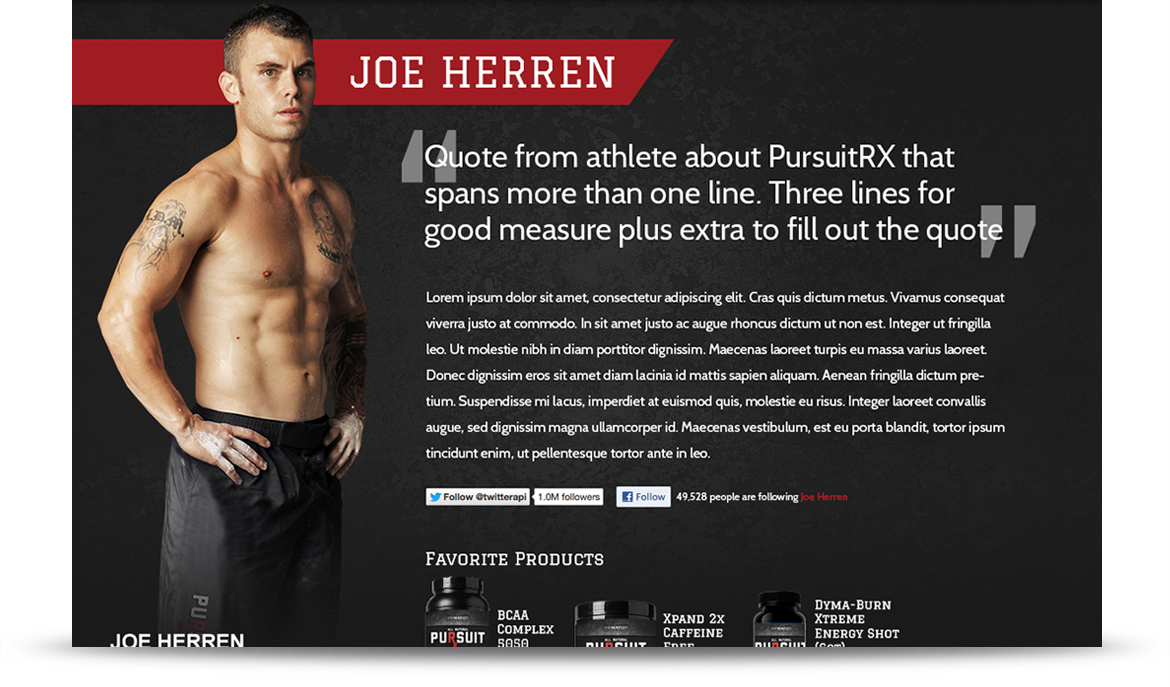 JOE HERREN
“Quote from athlete about PursuitRX that
spans more than one line. Three lines for
good measure plus extra to fill out the quote”
Lorem ipsum dolor sit amet, consectetur adipiscing elit. Cras quis dictum metus. Vivamus consequat
viverra justo at commodo. In sit amet justo ac augue rhoncus dictum ut non est. Integer ut fringilla
leo. Ut molestie nibh in diam porttitor dignissim. Maecenas laoreet turpis eu massa varius laoreet.
Donec dignissim eros sit amet diam lacinia id mattis sapien aliquam. Aenean fringilla dictum pre-
tium. Suspendisse mi lacus, imperdiet at euismod quis, molestie eu risus. Integer laoreet convallis
augue, sed dignissim magna ullamcorper id. Maecenas vestibulum, est eu porta blandit, tortor ipsum
tincidunt enim, ut pellentesque tortor ante in leo.
Follow @twitterapi 1.0M followers Follow 49,528 people are following Joe Herren
FAVORITE PRODUCTS
PURSUIT
BCAA
COMPLEX
5050
PURSUIT
XPAND 2X
CAFFEINE
FREE
PURSUIT
DYMA-BURN
XTREME
ENERGY SHOT
(6CT)
PUR
JOE HERREN